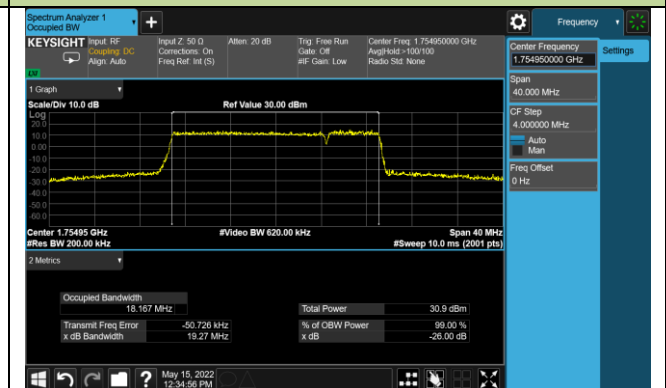 Spectrum Analyzer 1
Occupied BW
Frequency
KEYSIGHT
Input: RF
Coupling: DC
Align: Auto
Input Z: 50 Ω
Corrections: On
Freq Ref: Int (S)
Atten: 20 dB
Trig: Free Run
Gate: Off
#IF Gain: Low
Center Freq: 1.754950000 GHz
Avg|Hold:>100/100
Radio Std: None
Center Frequency
1.754950000 GHz
Settings
Span
40.000 MHz
CF Step
4.000000 MHz
Auto
Man
Freq Offset
0 Hz
1 Graph
Scale/Div 10.0 dB
Ref Value 30.00 dBm
Log
20.0
10.0
0.00
-10.0
-20.0
-30.0
-40.0
-50.0
-60.0
Center 1.75495 GHz
#Video BW 620.00 kHz
Span 40 MHz
#Res BW 200.00 kHz
#Sweep 10.0 ms (2001 pts)
2 Metrics
Occupied Bandwidth
18.167 MHz
Total Power 30.9 dBm
Transmit Freq Error -50.726 kHz
% of OBW Power 99.00 %
x dB Bandwidth 19.27 MHz
x dB -26.00 dB
May 15, 2022
12:34:56 PM